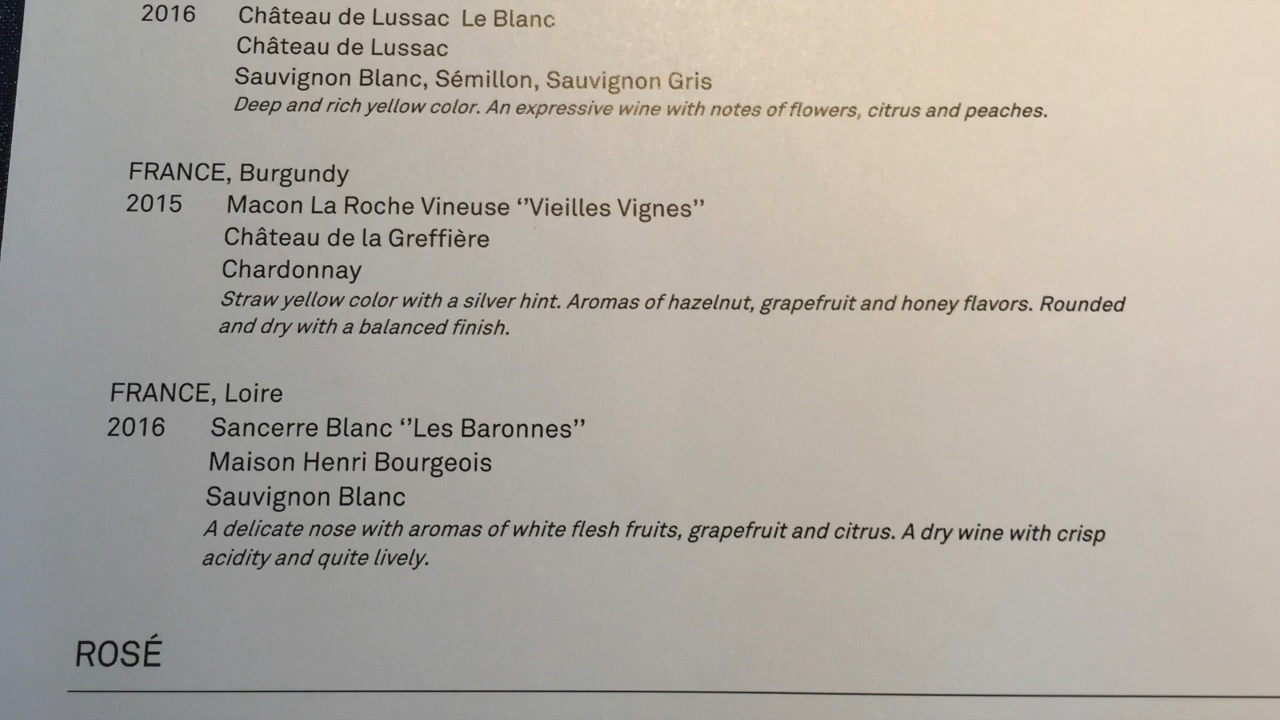 2016 Château de Lussac Le Blanc
Château de Lussac
Sauvignon Blanc, Sémillon, Sauvignon Gris
Deep and rich yellow color. An expressive wine with notes of flowers, citrus and peaches.
FRANCE, Burgundy
2015 Macon La Roche Vineuse ‘’Vieilles Vignes’’
Château de la Greffière
Chardonnay
Straw yellow color with a silver hint. Aromas of hazelnut, grapefruit and honey flavors. Rounded
and dry with a balanced finish.
FRANCE, Loire
2016 Sancerre Blanc ‘’Les Baronnes’’
Maison Henri Bourgeois
Sauvignon Blanc
A delicate nose with aromas of white flesh fruits, grapefruit and citrus. A dry wine with crisp
acidity and quite lively.
ROSÉ